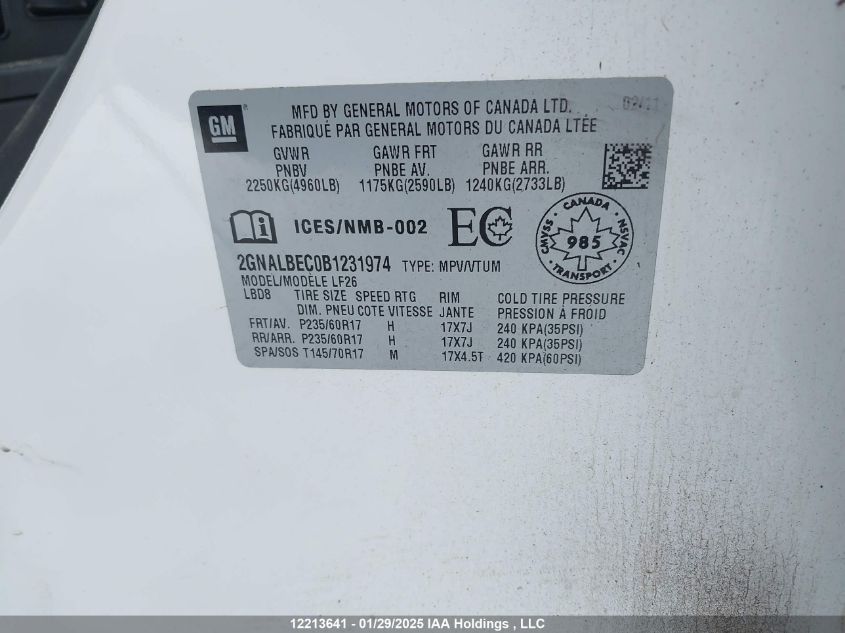 GM
MFD BY GENERAL MOTORS OF CANADA LTD. 02/11
FABRIQUÉ PAR GENERAL MOTORS DU CANADA LTÉE
GVWR GAWR FRT GAWR RR
PNBV PNBE AV. PNBE ARR.
2250KG(4960LB) 1175KG(2590LB) 1240KG(2733LB)
ICES/NMB-002 EC
CANADA
CMVSS 985 NSVAC
TRANSPORT
2GNALBEC0B1231974 TYPE: MPV/VTUM
MODEL/MODÈLE LF26
LBD8 TIRE SIZE SPEED RTG RIM COLD TIRE PRESSURE
DIM. PNEU COTE VITESSE JANTE PRESSION À FROID
FRT/AV. P235/60R17 H 17X7J 240 KPA(35PSI)
RR/ARR. P235/60R17 H 17X7J 240 KPA(35PSI)
SPA/SOS T145/70R17 M 17X4.5T 420 KPA(60PSI)
12213641 - 01/29/2025 IAA Holdings , LLC